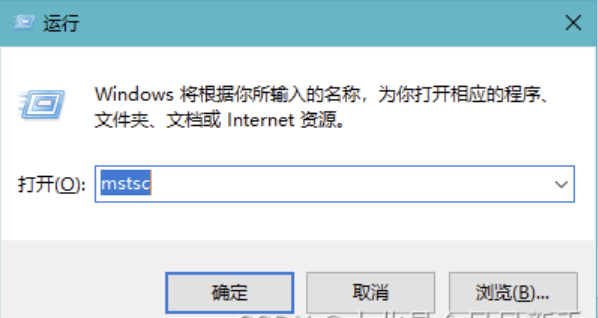 运行
Windows 将根据你所输入的名称，为你打开相应的程序、
文件夹、文档或 Internet 资源。
打开(O): mstsc
确定 取消 浏览(B)...